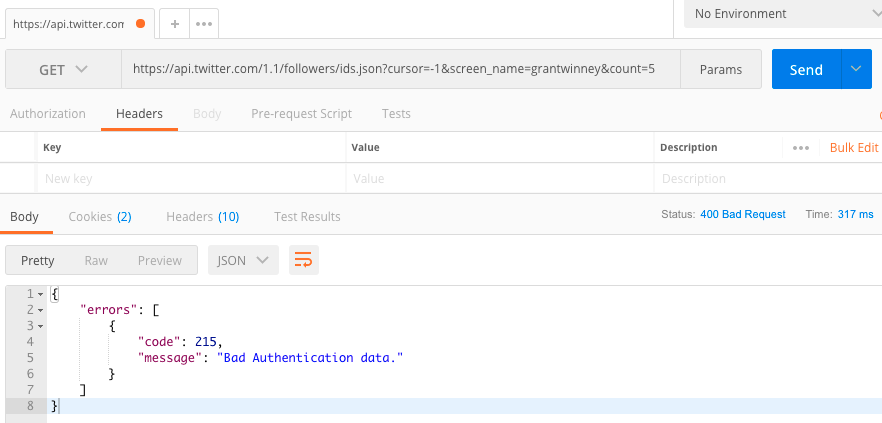 https://api.twitter.com + •••
No Environment
GET https://api.twitter.com/1.1/followers/ids.json?cursor=-1&screen_name=grantwinney&count=5 Params Send
Authorization Headers Body Pre-request Script Tests
Key Value Description ••• Bulk Edit
New key Value Description
Body Cookies (2) Headers (10) Test Results Status: 400 Bad Request Time: 317 ms
Pretty Raw Preview JSON
1 {
2 "errors": [
3 {
4 "code": 215,
5 "message": "Bad Authentication data."
6 }
7 ]
8 }